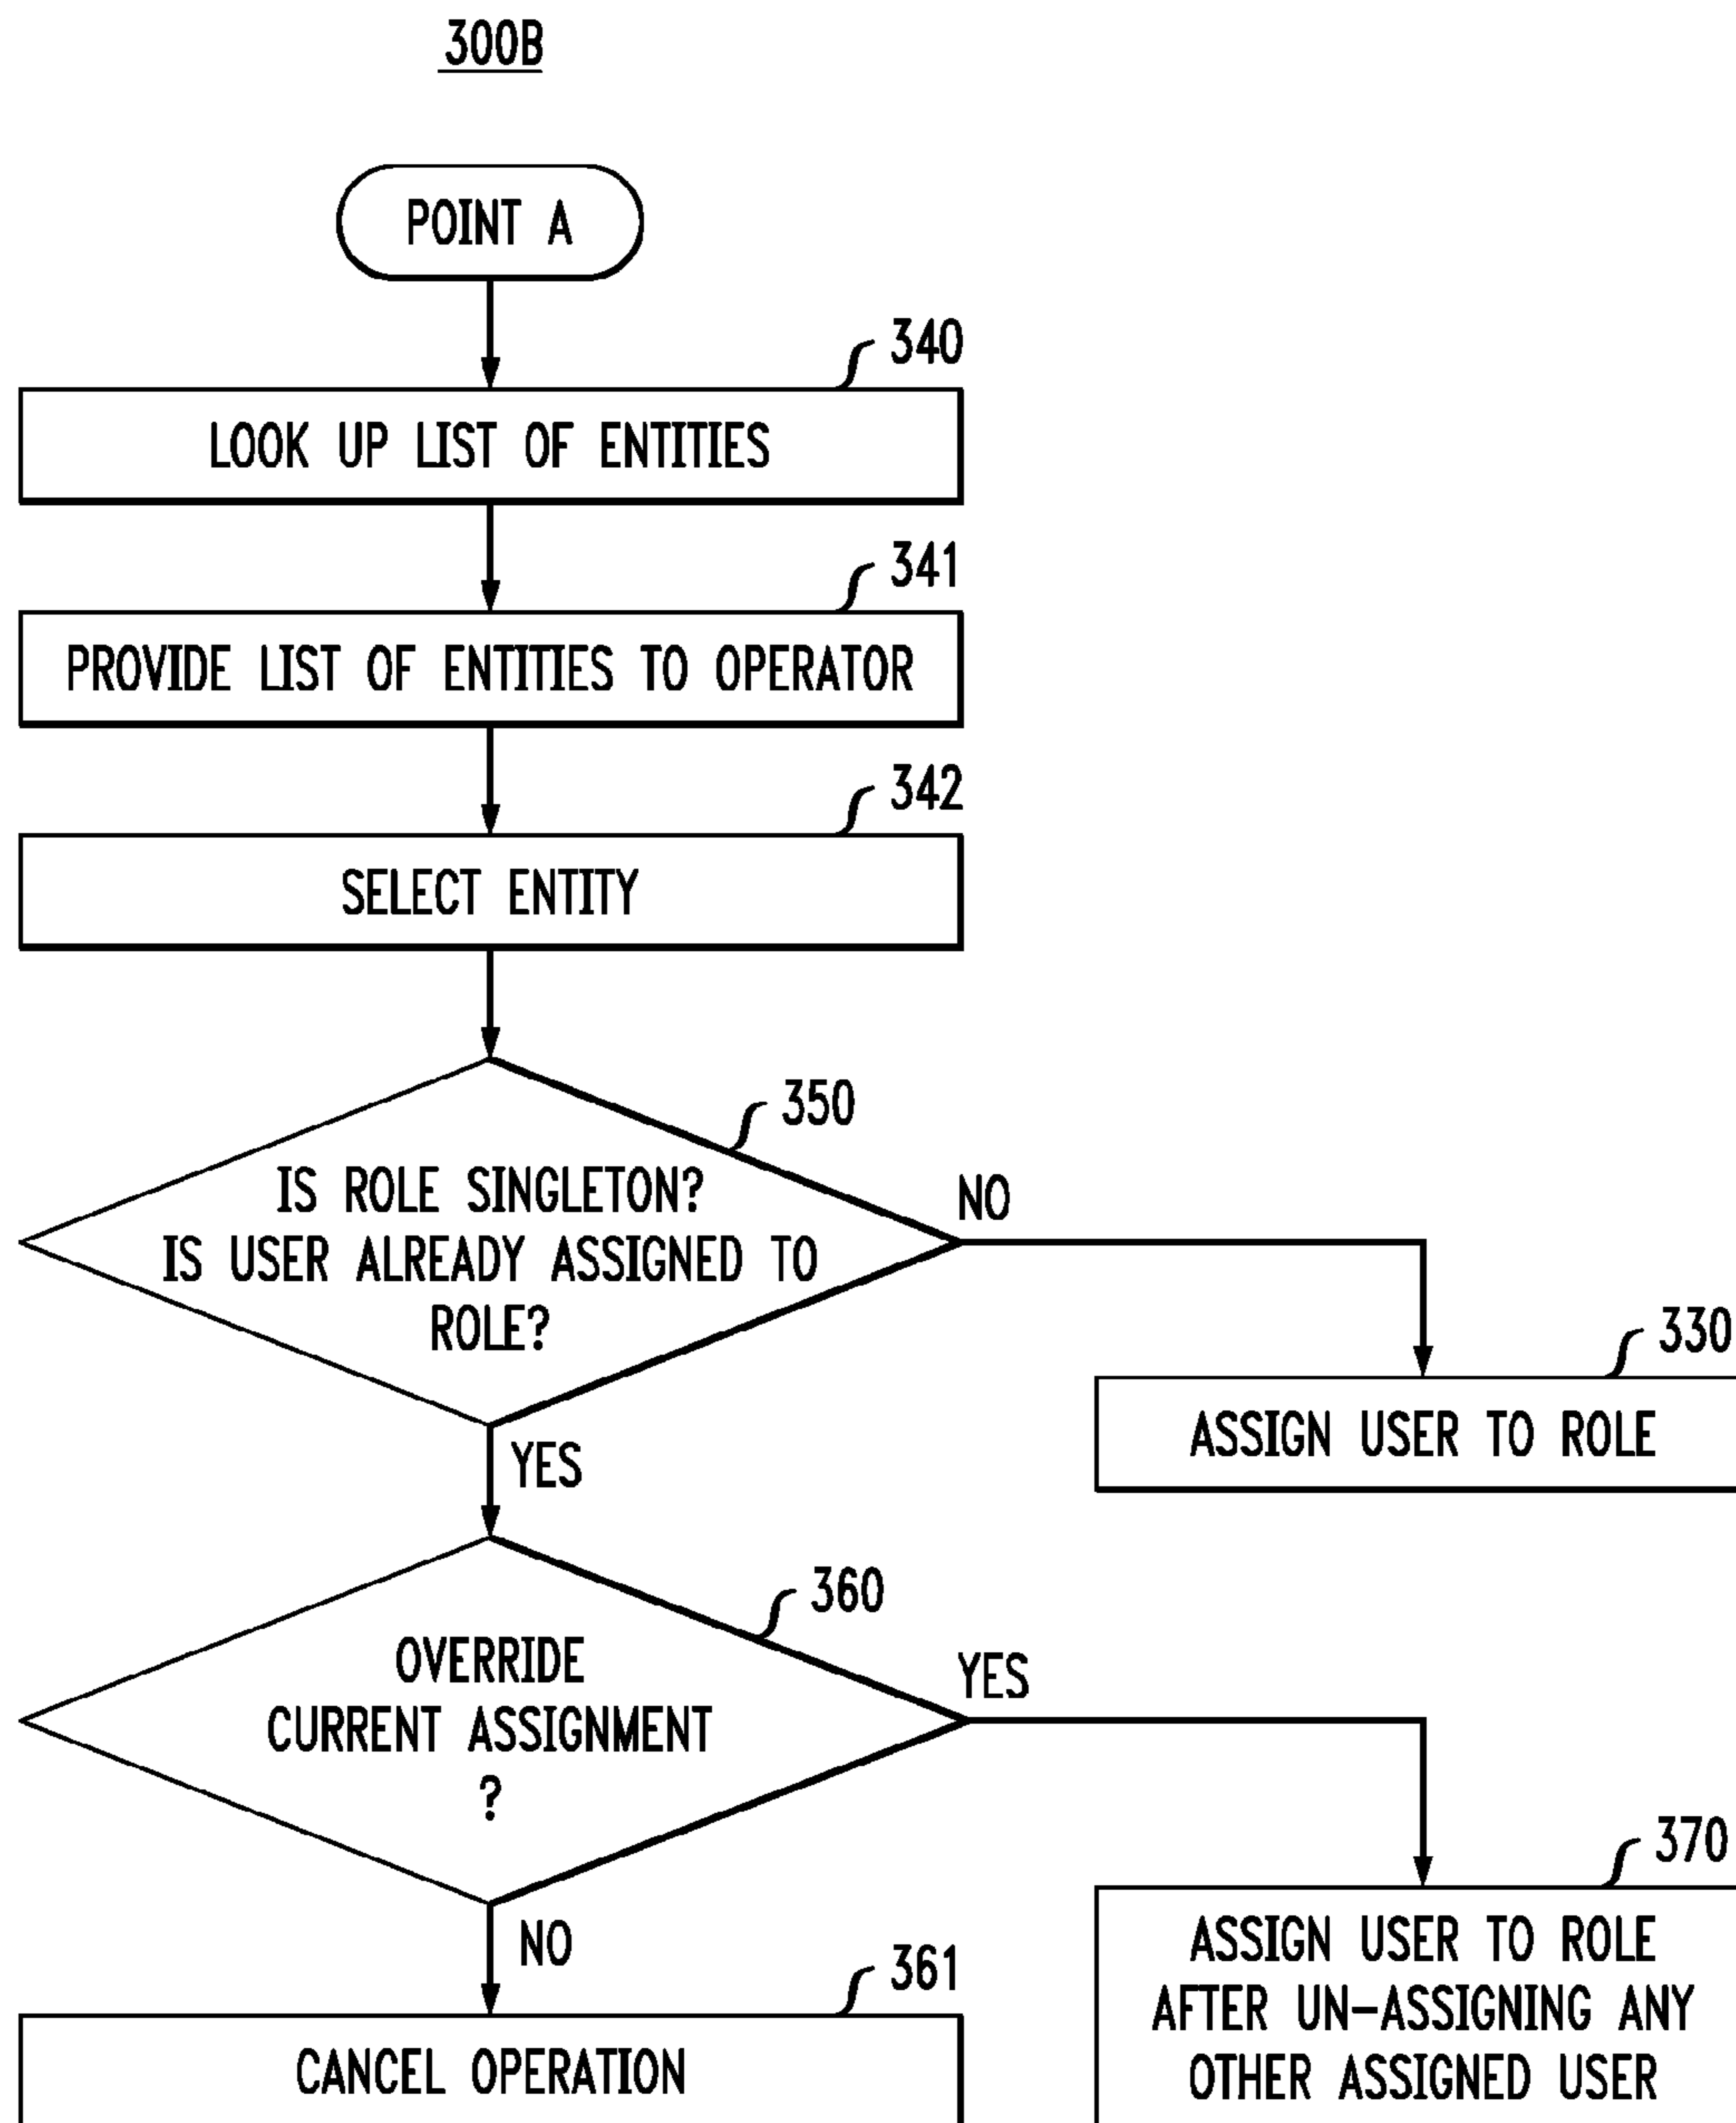 300B
POINT A
340
LOOK UP LIST OF ENTITIES
341
PROVIDE LIST OF ENTITIES TO OPERATOR
342
SELECT ENTITY
350
IS ROLE SINGLETON?
IS USER ALREADY ASSIGNED TO
ROLE?
NO
330
ASSIGN USER TO ROLE
YES
360
OVERRIDE
CURRENT ASSIGNMENT
?
YES
370
ASSIGN USER TO ROLE
AFTER UN-ASSIGNING ANY
OTHER ASSIGNED USER
NO
361
CANCEL OPERATION